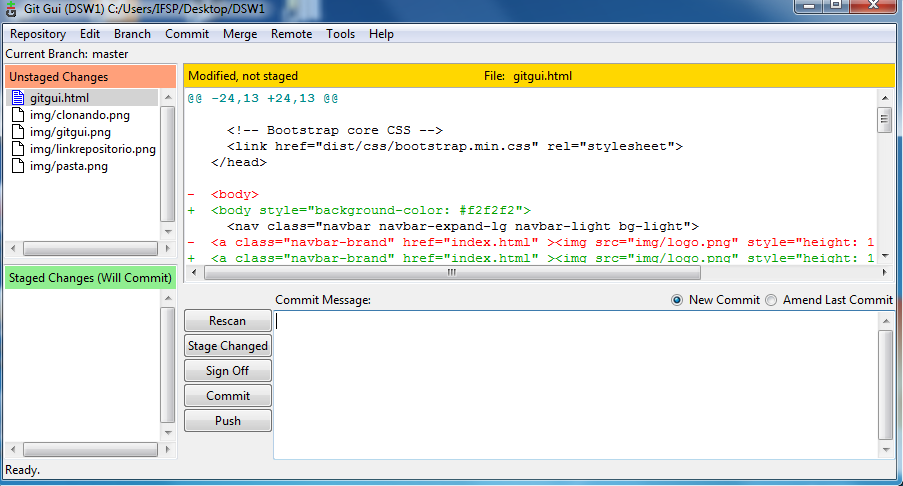 Git Gui (DSW1) C:/Users/IFSP/Desktop/DSW1
Repository Edit Branch Commit Merge Remote Tools Help
Current Branch: master
Unstaged Changes
gitgui.html
img/clonando.png
img/gitgui.png
img/linkrepositorio.png
img/pasta.png
Staged Changes (Will Commit)
Modified, not staged File: gitgui.html
@@ -24,13 +24,13 @@
<!-- Bootstrap core CSS -->
<link href="dist/css/bootstrap.min.css" rel="stylesheet">
</head>
- <body>
+ <body style="background-color: #f2f2f2">
<nav class="navbar navbar-expand-lg navbar-light bg-light">
- <a class="navbar-brand" href="index.html" ><img src="img/logo.png" style="height: 1
+ <a class="navbar-brand" href="index.html" ><img src="img/logo.png" style="height: 1
Commit Message: New Commit Amend Last Commit
Rescan
Stage Changed
Sign Off
Commit
Push
Ready.